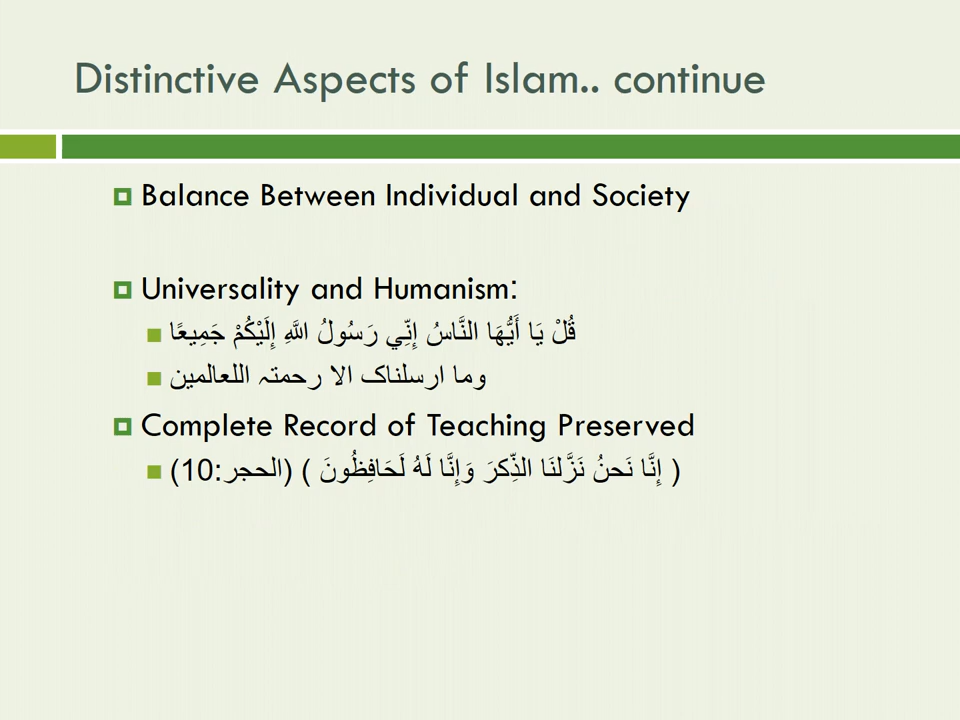 Distinctive Aspects of Islam.. continue
Balance Between Individual and Society
Universality and Humanism:
قُلْ يَا أَيُّهَا النَّاسُ إِنِّي رَسُولُ اللَّهِ إِلَيْكُمْ جَمِيعًا
وما ارسلناک الا رحمتہ اللعالمین
Complete Record of Teaching Preserved
( إِنَّا نَحنُ نَزَّلنَا الذِّكرَ وَإِنَّا لَهُ لَحَافِظُونَ ) (الحجر:10)